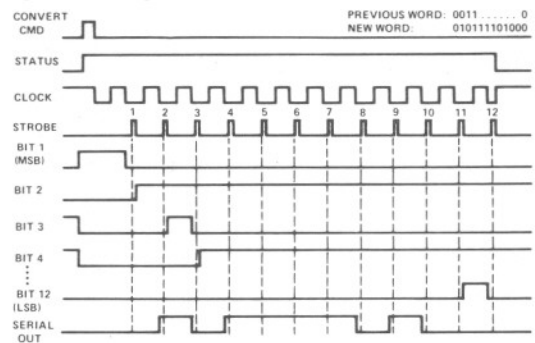 CONVERT CMD
PREVIOUS WORD: 0011 ...... 0
NEW WORD: 010111101000
STATUS
CLOCK
1 2 3 4 5 6 7 8 9 10 11 12
STROBE
BIT 1
(MSB)
BIT 2
BIT 3
BIT 4
BIT 12
(LSB)
SERIAL
OUT